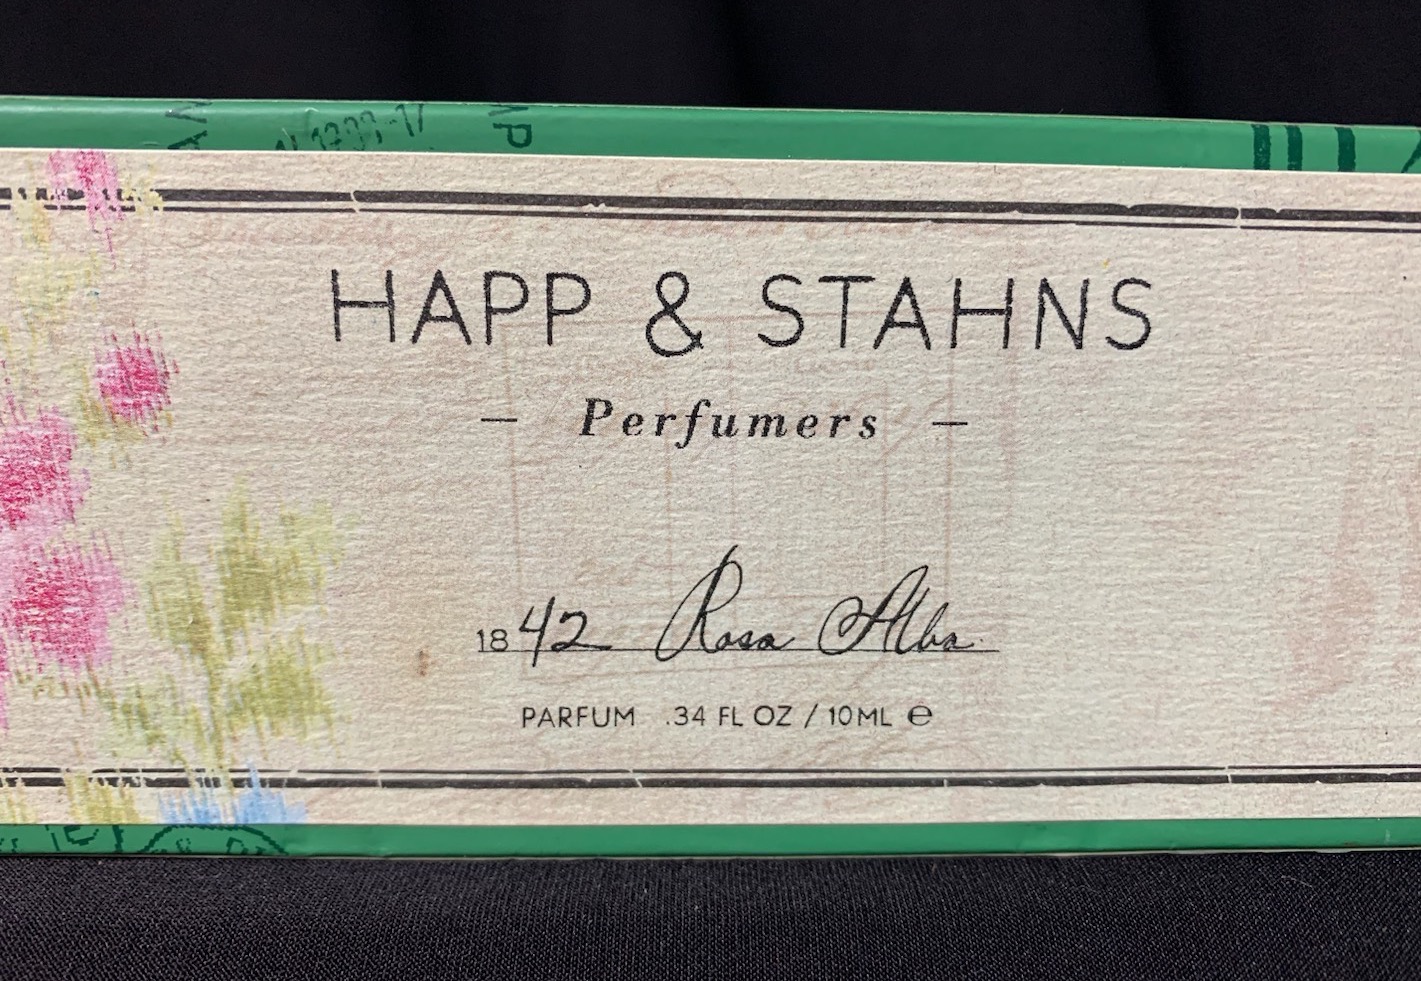 HAPP & STAHNS
– Perfumers –
1842 Rosa Alba
PARFUM .34 FL OZ / 10ML ℮